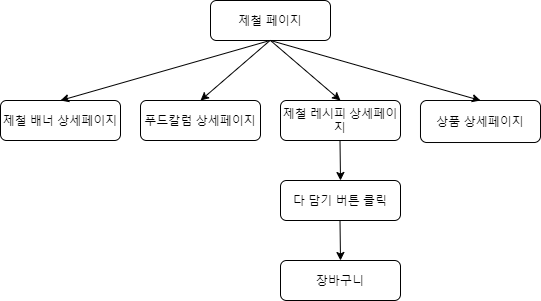 제철 페이지
제철 배너 상세페이지
푸드칼럼 상세페이지
제철 레시피 상세페이
지
상품 상세페이지
다 담기 버튼 클릭
장바구니